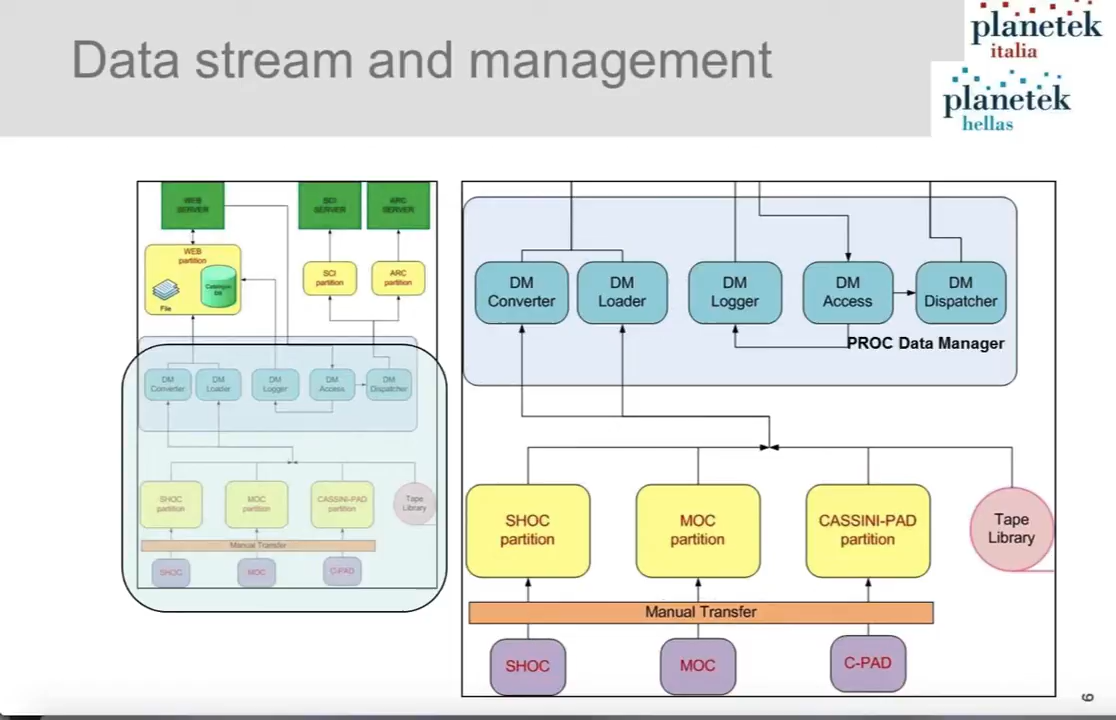 Data stream and management
planetek
italia
planetek
hellas
WEB
SERVER
SCI
SERVER
ARC
SERVER
WEB
partition
File
Catalogue
DB
SCI
partition
ARC
partition
DM
Converter
DM
Loader
DM
Logger
DM
Access
DM
Dispatcher
SHOC
partition
MOC
partition
CASSINI-PAD
partition
Tape
Library
Manual Transfer
SHOC
MOC
C-PAD
DM
Converter
DM
Loader
DM
Logger
DM
Access
DM
Dispatcher
PROC Data Manager
SHOC
partition
MOC
partition
CASSINI-PAD
partition
Tape
Library
Manual Transfer
SHOC
MOC
C-PAD
6